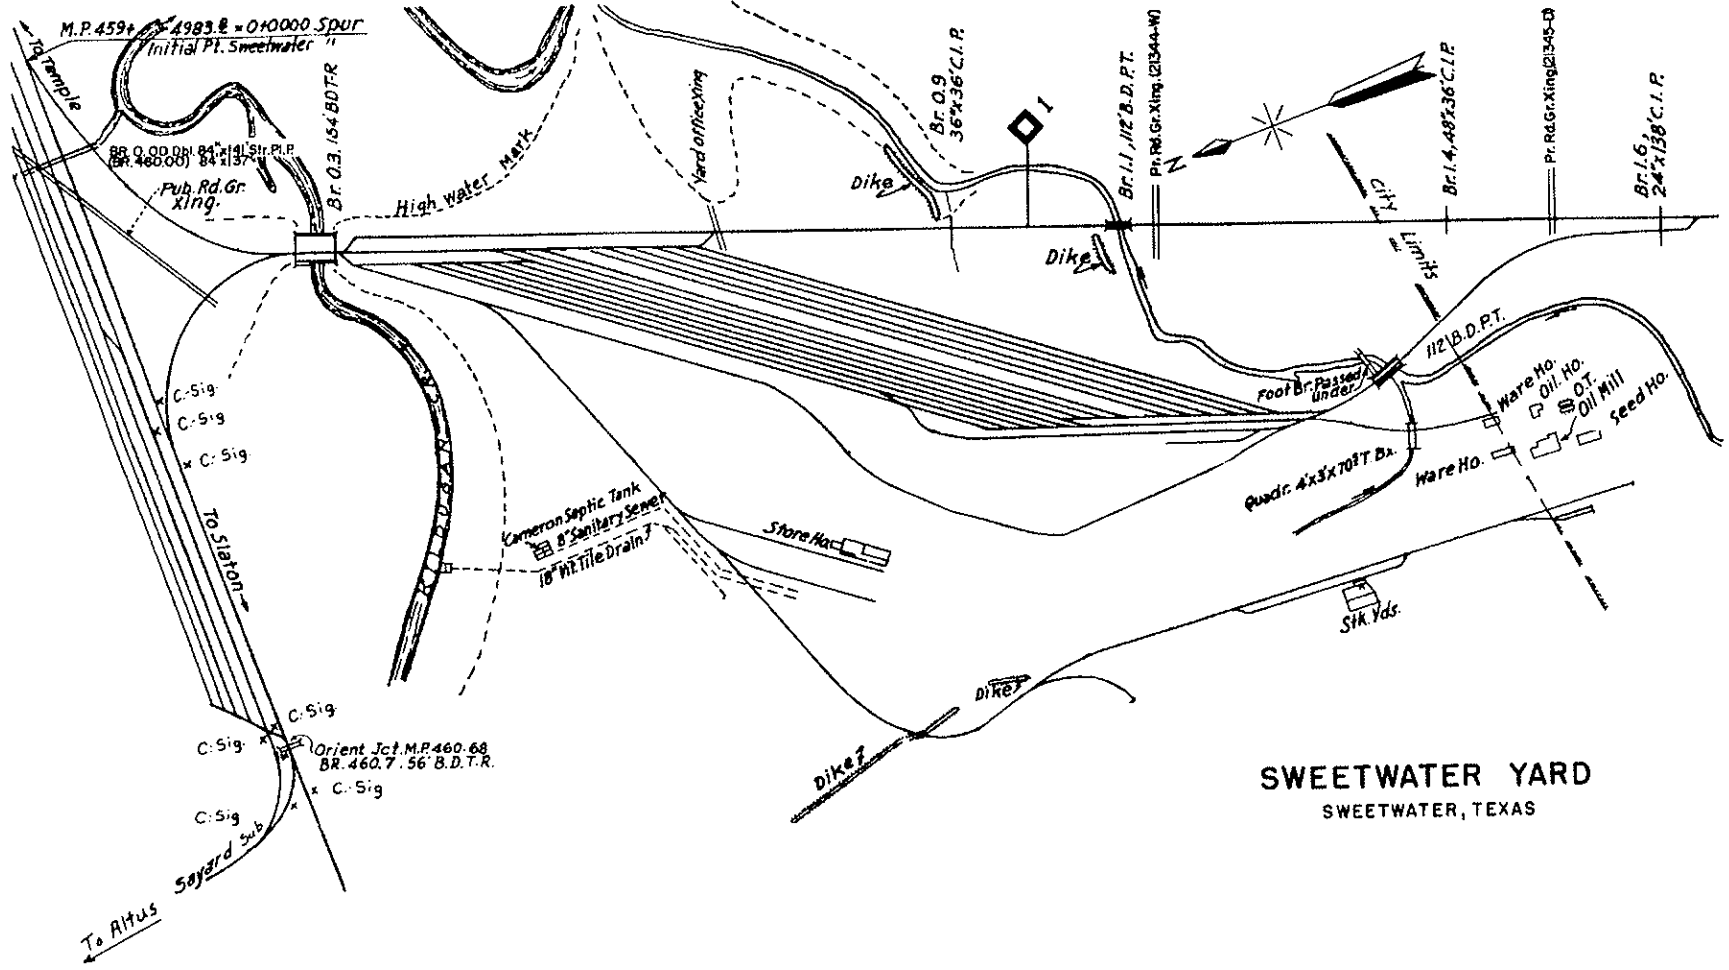 M.P. 459+ 4983.2 = 0+0000 Spur
Initial Pt. Sweetwater "
To Temple
BR. 0.00 Dbl. 84"x141' Str. Pl. P.
(BR. 460.00) 84"x137'
Pub. Rd. Gr.
Xing.
Br. 0.3, 154' B D T-R
High Water Mark
Yard Office Xing
Dike
Br. 0.9
36"x36' C.I.P.
1
Br. 1.1, 112' B.D.P.T.
Pr. Rd. Gr. Xing. (21344-W)
N
City Limits
Br. 1.4, 48"x36' C.I.P.
Pr. Rd. Gr. Xing (21345-D)
Br. 1.6,
24"x138' C.I.P.
Dike
112' B.D.P.T.
Foot Br. Passed
under
Ware Ho.
Oil. Ho.
O.T.
Oil Mill
Seed Ho.
Ware Ho.
Quadr. 4'x3'x70' T. Bx.
C.-Sig
C-Sig
C: Sig.
To Slaton
Cameron Septic Tank
8" Sanitary Sewer
18" Vit. Tile Drain
Store Ho.
Stk. Yds.
Dike
Dike
C: Sig.
C: Sig.
Orient Jct. M.P. 460.68
BR. 460.7. 56' B.D.T.R.
C.-Sig
C: Sig
Sayard Sub
To Altus
SWEETWATER YARD
SWEETWATER, TEXAS